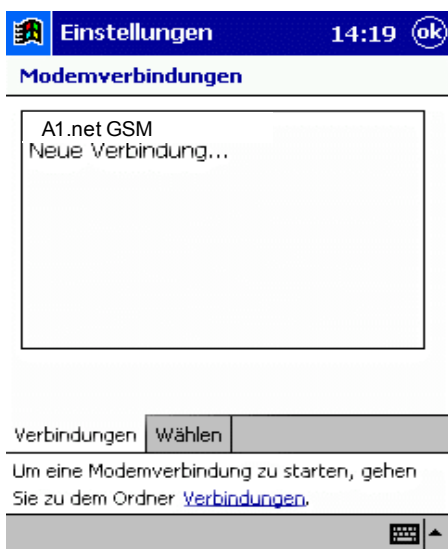 Einstellungen 14:19 ok
Modemverbindungen
A1.net GSM
Neue Verbindung...
Verbindungen Wählen
Um eine Modemverbindung zu starten, gehen
Sie zu dem Ordner Verbindungen.